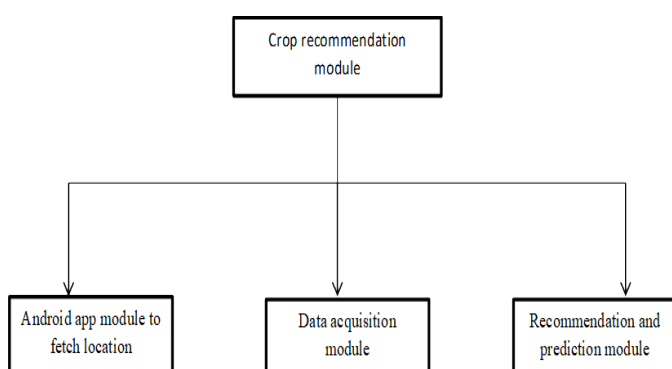 Crop recommendation
module
Android app module to
fetch location
Data acquisition
module
Recommendation and
prediction module